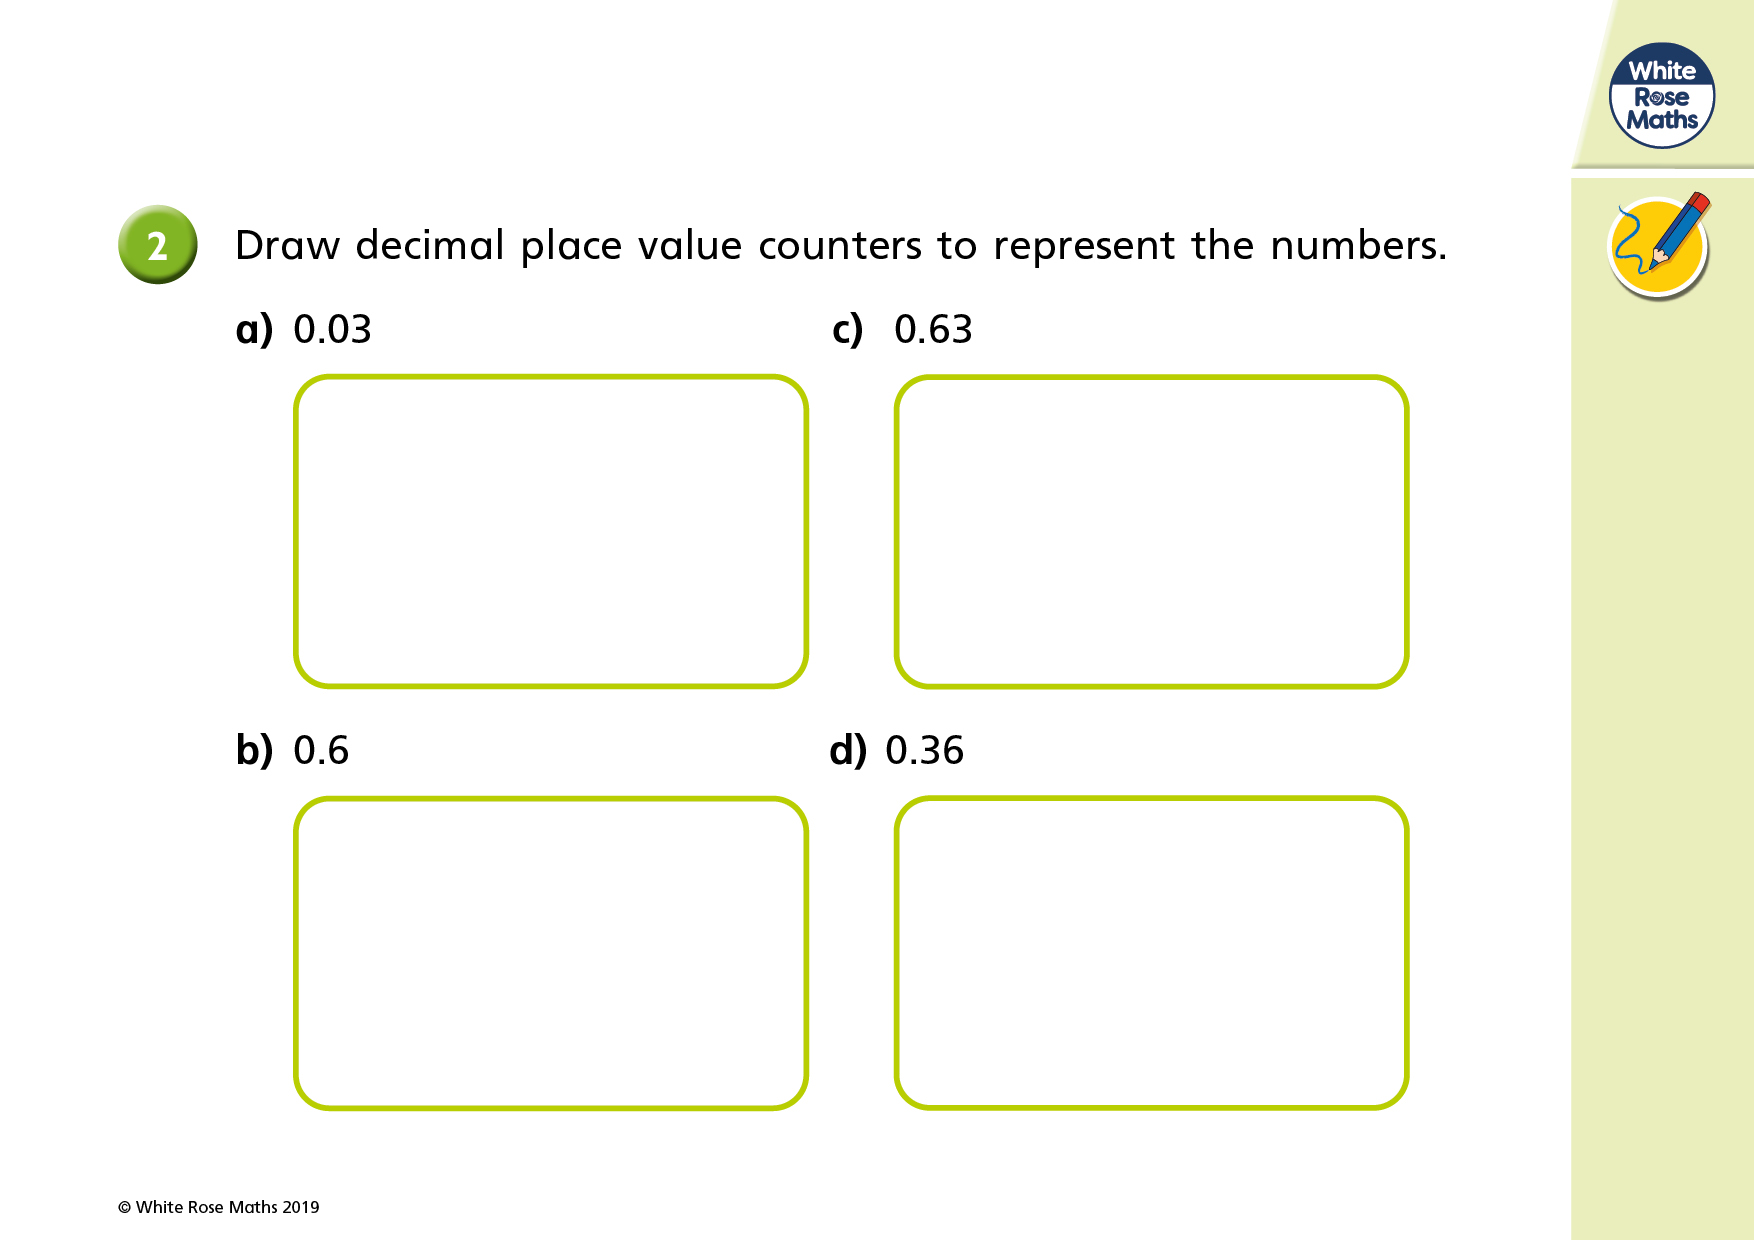 White
Rose
Maths
2 Draw decimal place value counters to represent the numbers.
a) 0.03
c) 0.63
b) 0.6
d) 0.36
© White Rose Maths 2019